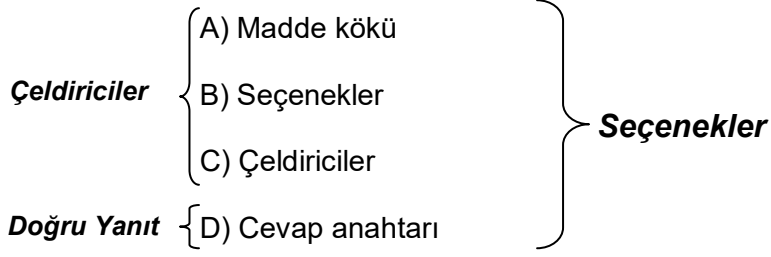 A) Madde kökü
Çeldiriciler
B) Seçenekler
Seçenekler
C) Çeldiriciler
Doğru Yanıt
D) Cevap anahtarı